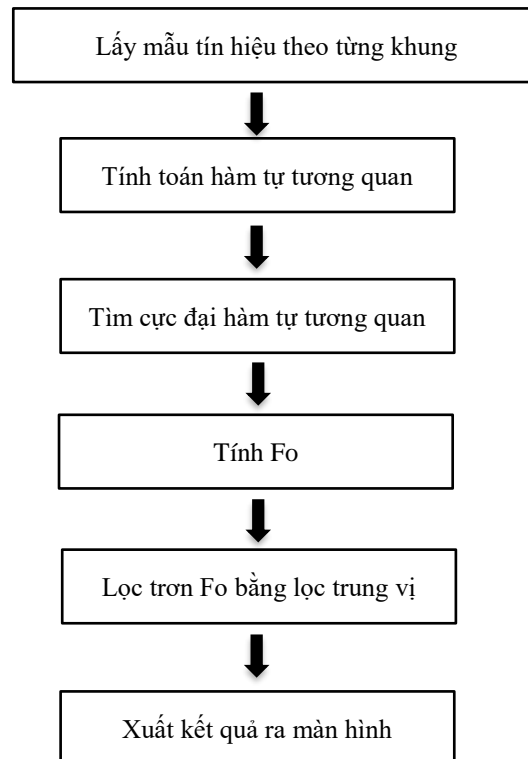 Lấy mẫu tín hiệu theo từng khung
Tính toán hàm tự tương quan
Tìm cực đại hàm tự tương quan
Tính Fo
Lọc trơn Fo bằng lọc trung vị
Xuất kết quả ra màn hình